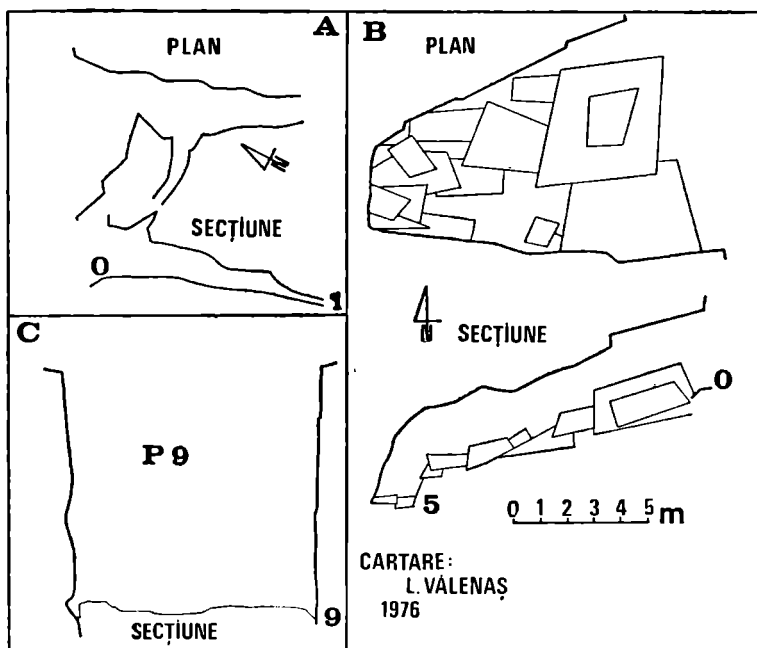 A
PLAN
N
SECȚIUNE
0
1
B
PLAN
N
SECȚIUNE
0
5
0 1 2 3 4 5 m
C
P 9
9
SECȚIUNE
CARTARE:
L. VĂLENAȘ
1976